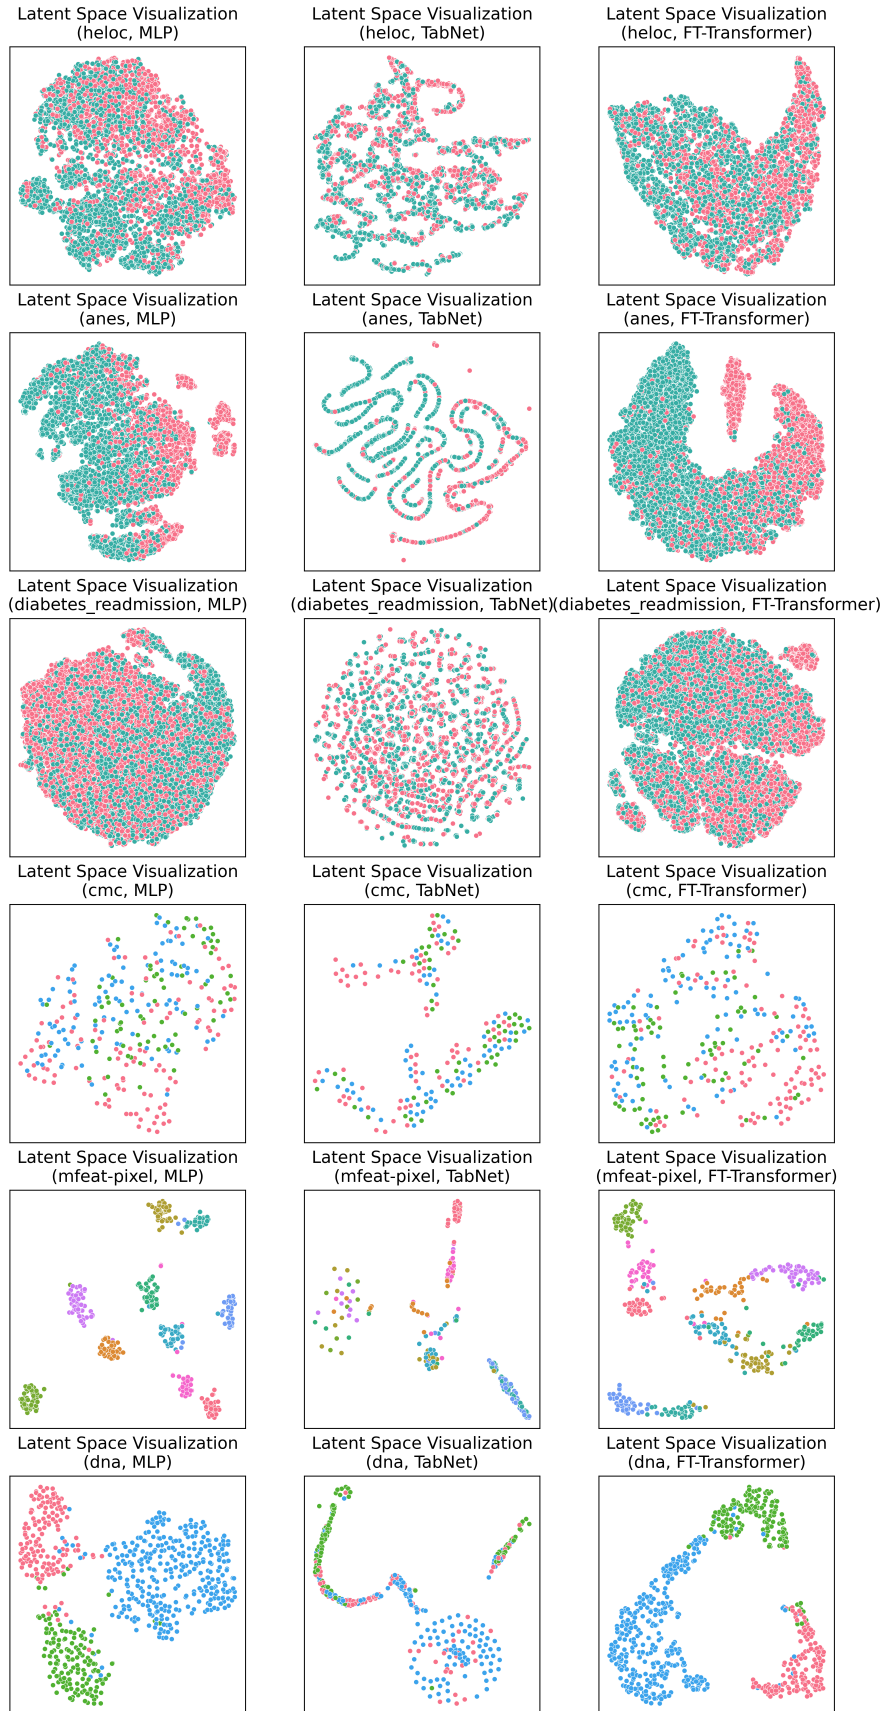 Latent Space Visualization
(heloc, MLP)
Latent Space Visualization
(heloc, TabNet)
Latent Space Visualization
(heloc, FT-Transformer)
Latent Space Visualization
(anes, MLP)
Latent Space Visualization
(anes, TabNet)
Latent Space Visualization
(anes, FT-Transformer)
Latent Space Visualization
(diabetes_readmission, MLP)
Latent Space Visualization
(diabetes_readmission, TabNet)
Latent Space Visualization
(diabetes_readmission, FT-Transformer)
Latent Space Visualization
(cmc, MLP)
Latent Space Visualization
(cmc, TabNet)
Latent Space Visualization
(cmc, FT-Transformer)
Latent Space Visualization
(mfeat-pixel, MLP)
Latent Space Visualization
(mfeat-pixel, TabNet)
Latent Space Visualization
(mfeat-pixel, FT-Transformer)
Latent Space Visualization
(dna, MLP)
Latent Space Visualization
(dna, TabNet)
Latent Space Visualization
(dna, FT-Transformer)